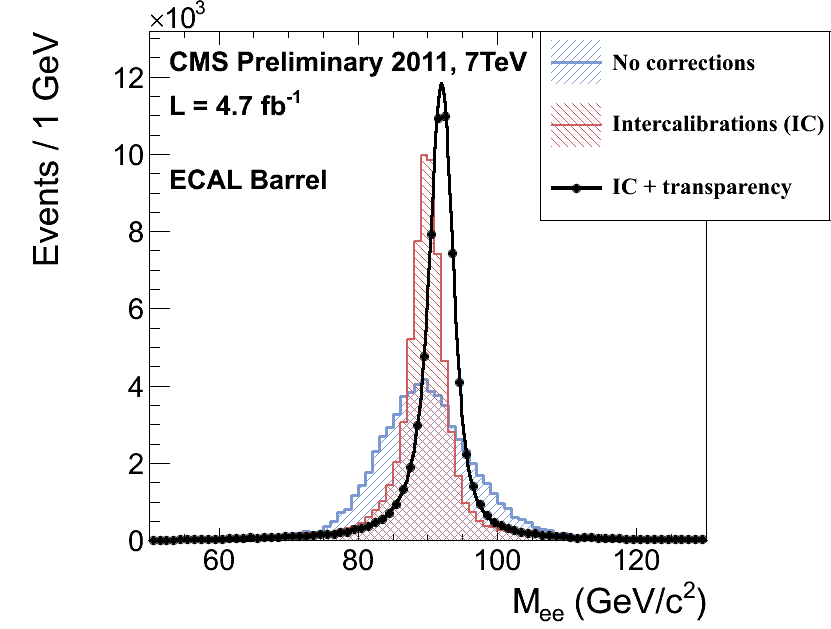 ×10³
CMS Preliminary 2011, 7TeV
L = 4.7 fb⁻¹
ECAL Barrel
No corrections
Intercalibrations (IC)
IC + transparency
Events / 1 GeV
12
10
8
6
4
2
0
60
80
100
120
Mₑₑ (GeV/c²)